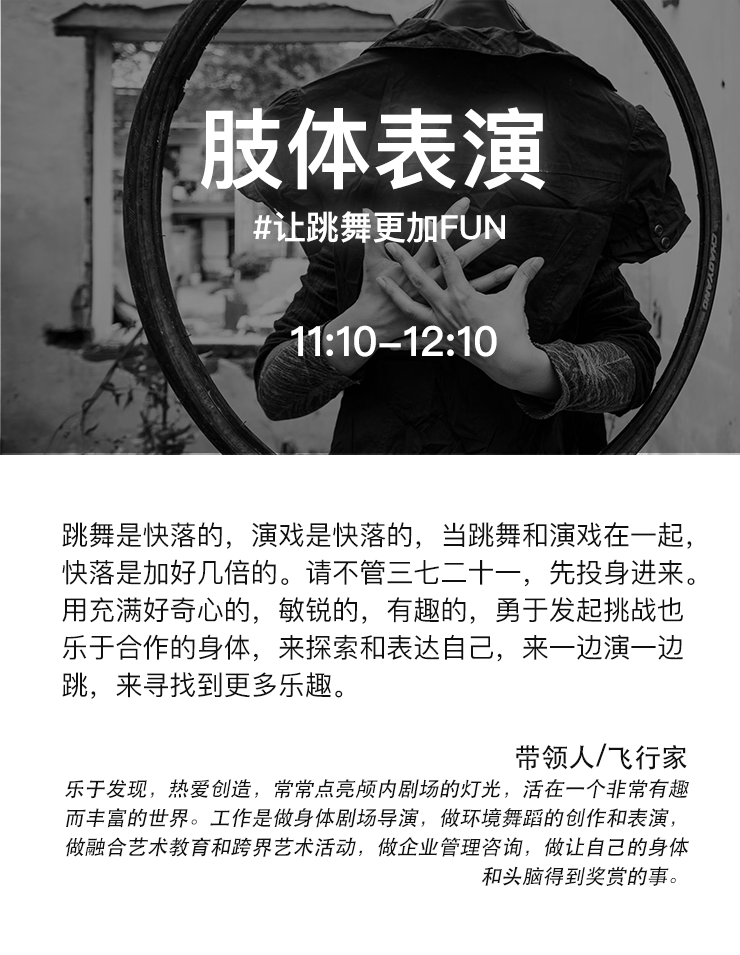 肢体表演
#让跳舞更加FUN
CHAOYANG
11:10–12:10
跳舞是快落的，演戏是快落的，当跳舞和演戏在一起，
快落是加好几倍的。请不管三七二十一，先投身进来。
用充满好奇心的，敏锐的，有趣的，勇于发起挑战也
乐于合作的身体，来探索和表达自己，来一边演一边
跳，来寻找到更多乐趣。
带领人/飞行家
乐于发现，热爱创造，常常点亮颅内剧场的灯光，活在一个非常有趣
而丰富的世界。工作是做身体剧场导演，做环境舞蹈的创作和表演，
做融合艺术教育和跨界艺术活动，做企业管理咨询，做让自己的身体
和头脑得到奖赏的事。